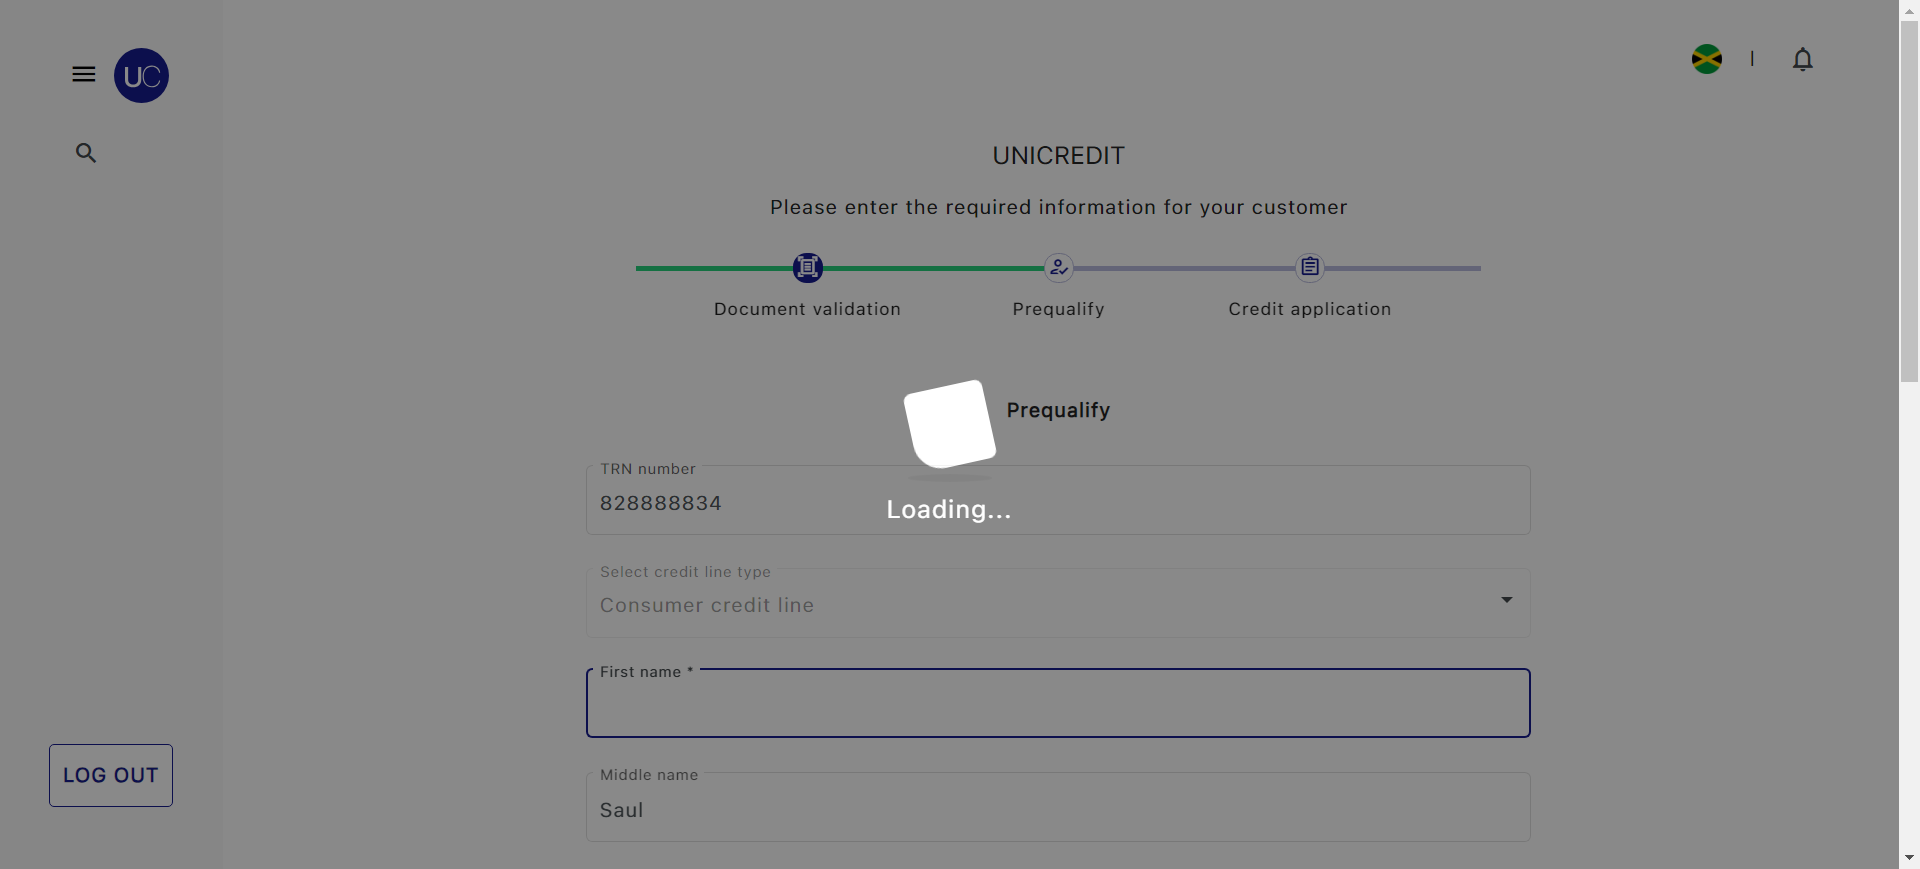 UC
UNICREDIT
Please enter the required information for your customer
Document validation
Prequalify
Credit application
Prequalify
TRN number
828888834
Loading...
Select credit line type
Consumer credit line
First name *
Middle name
Saul
LOG OUT